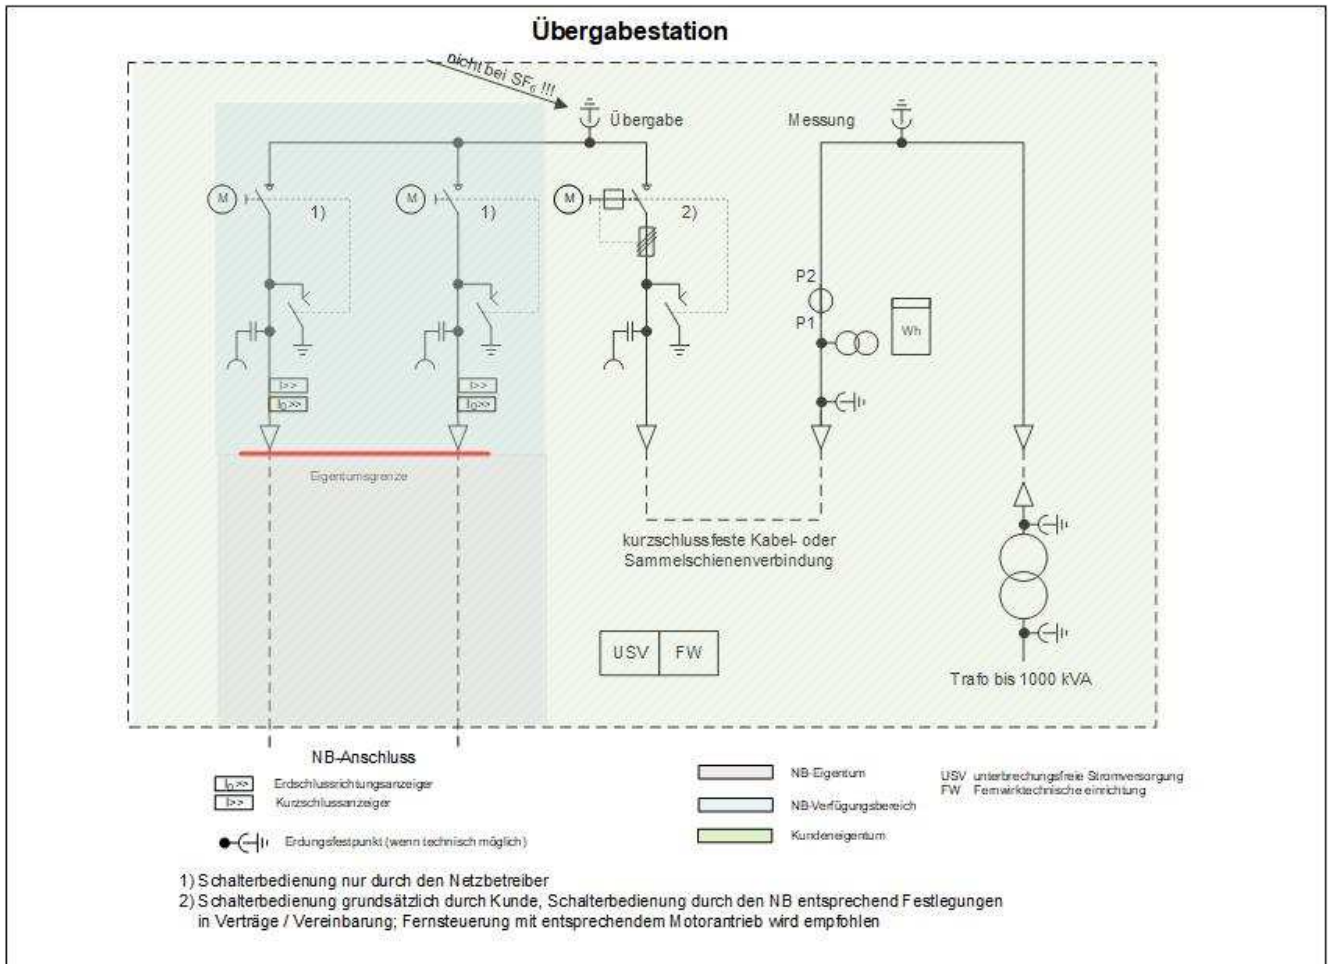 Übergabestation
nicht bei SF₆ !!!
Übergabe
Messung
M
1)
M
1)
M
2)
P2
P1
Wh
I>>
I₀>>
I>>
I₀>>
Eigentumsgrenze
kurzschlussfeste Kabel- oder
Sammelschienenverbindung
USV FW
Trafo bis 1000 kVA
NB-Anschluss
I₀>> Erdschlussrichtungsanzeiger
I>> Kurzschlussanzeiger
Erdungsfestpunkt (wenn technisch möglich)
NB-Eigentum
NB-Verfügungsbereich
Kundeneigentum
USV unterbrechungsfreie Stromversorgung
FW Fernwirktechnische einrichtung
1) Schalterbedienung nur durch den Netzbetreiber
2) Schalterbedienung grundsätzlich durch Kunde, Schalterbedienung durch den NB entsprechend Festlegungen
in Verträge / Vereinbarung; Fernsteuerung mit entsprechendem Motorantrieb wird empfohlen